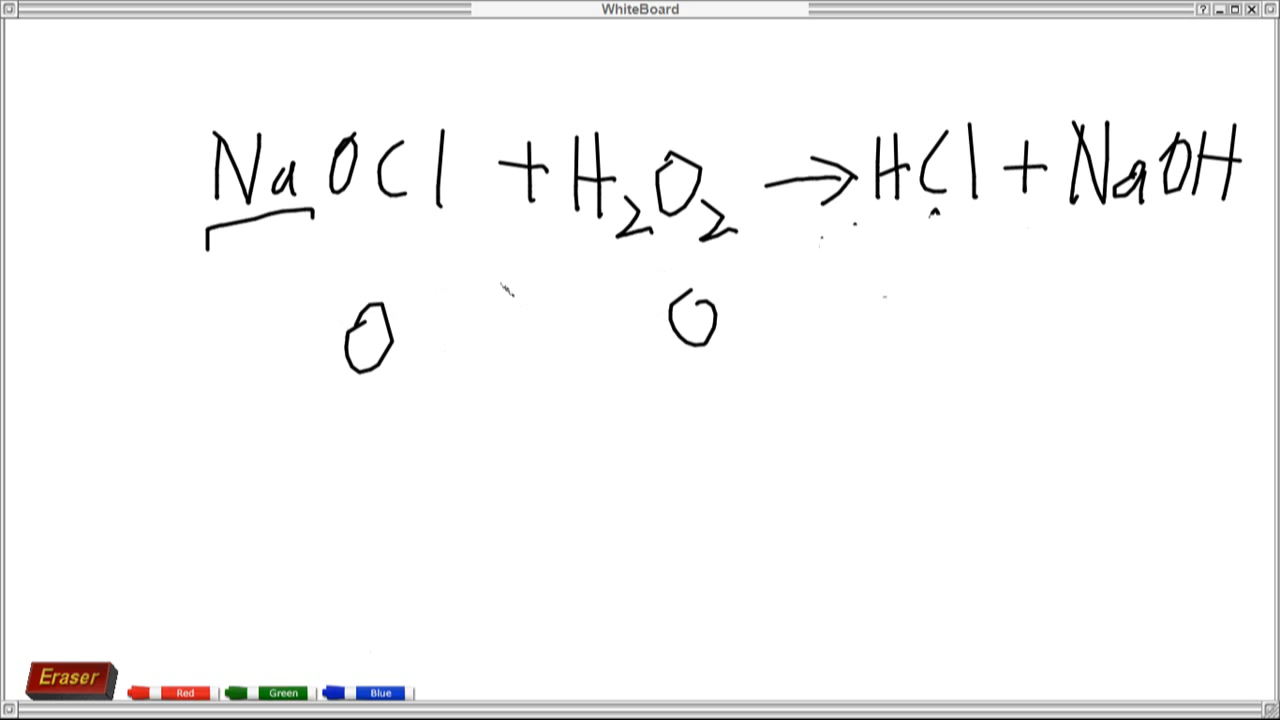 WhiteBoard
NaOCl + H₂O₂ → HCl + NaOH
O O
Eraser Red Green Blue